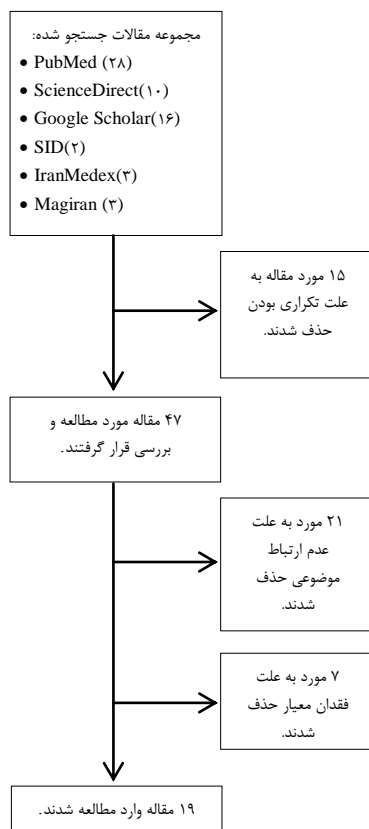 مجموعه مقالات جستجو شده:
• PubMed (۲۸)
• ScienceDirect(۱۰)
• Google Scholar(۱۶)
• SID(۲)
• IranMedex(۳)
• Magiran (۳)
۱۵ مورد مقاله به
علت تکراری بودن
حذف شدند.
۴۷ مقاله مورد مطالعه و
بررسی قرار گرفتند.
۲۱ مورد به علت
عدم ارتباط
موضوعی حذف
شدند.
۷ مورد به علت
فقدان معیار حذف
شدند.
۱۹ مقاله وارد مطالعه شدند.